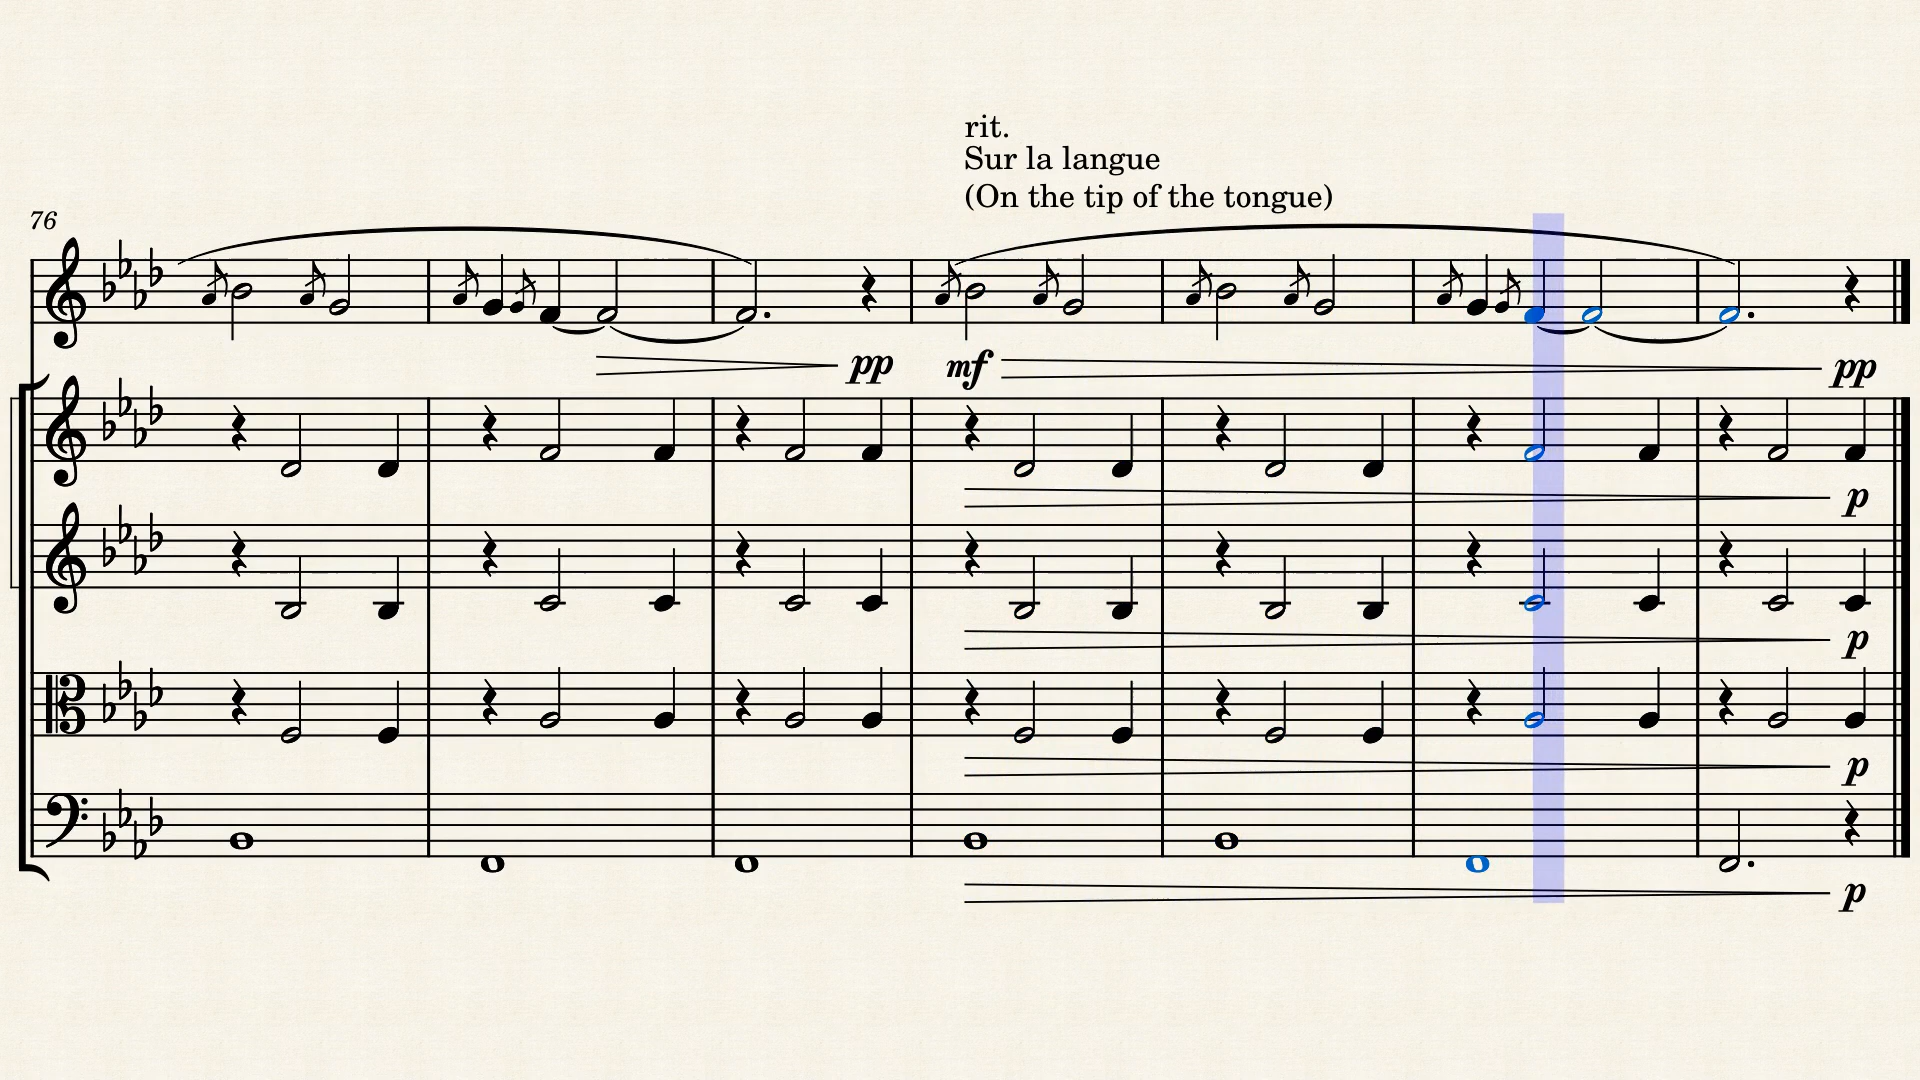 rit.
Sur la langue
(On the tip of the tongue)
76
pp
mf
pp
p
p
p
p